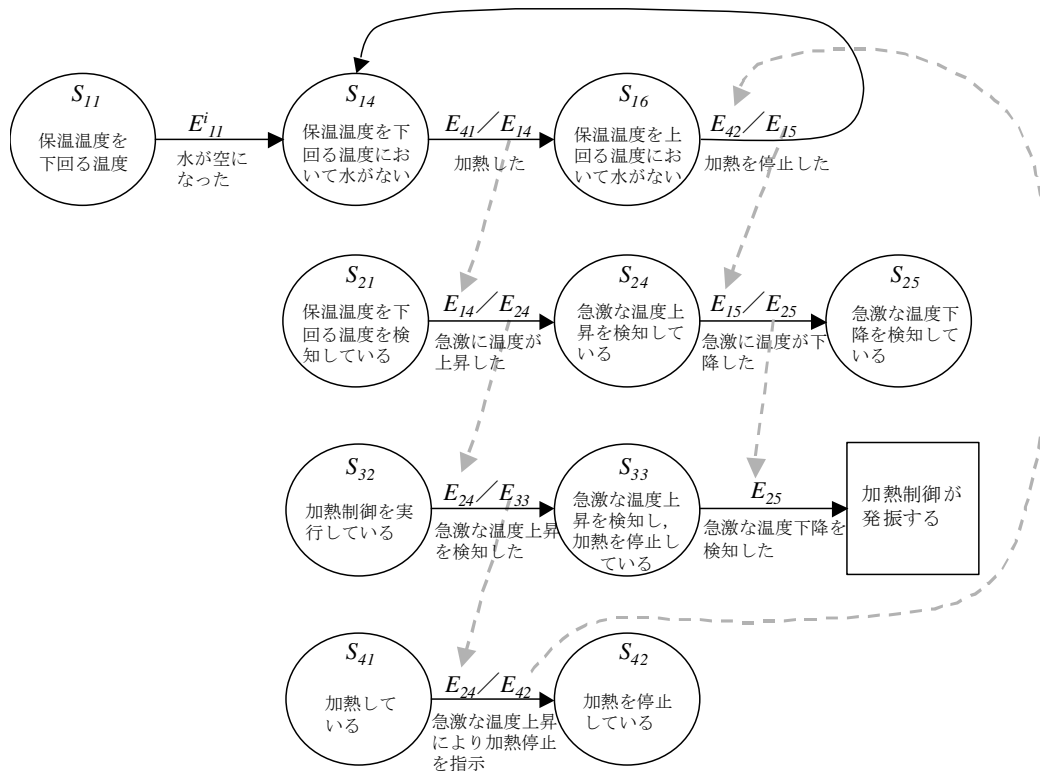 S11
保温温度を
下回る温度
E^i_11
水が空に
なった
S14
保温温度を下
回る温度にお
いて水がない
E41／E14
加熱した
S16
保温温度を上
回る温度にお
いて水がない
E42／E15
加熱を停止した
S21
保温温度を下
回る温度を検
知している
E14／E24
急激に温度が
上昇した
S24
急激な温度上
昇を検知して
いる
E15／E25
急激に温度が下
降した
S25
急激な温度下
降を検知して
いる
S32
加熱制御を実
行している
E24／E33
急激な温度上昇
を検知した
S33
急激な温度上
昇を検知し，
加熱を停止し
ている
E25
急激な温度下降を
検知した
加熱制御が
発振する
S41
加熱して
いる
E24／E42
急激な温度上昇
により加熱停止
を指示
S42
加熱を停止
している